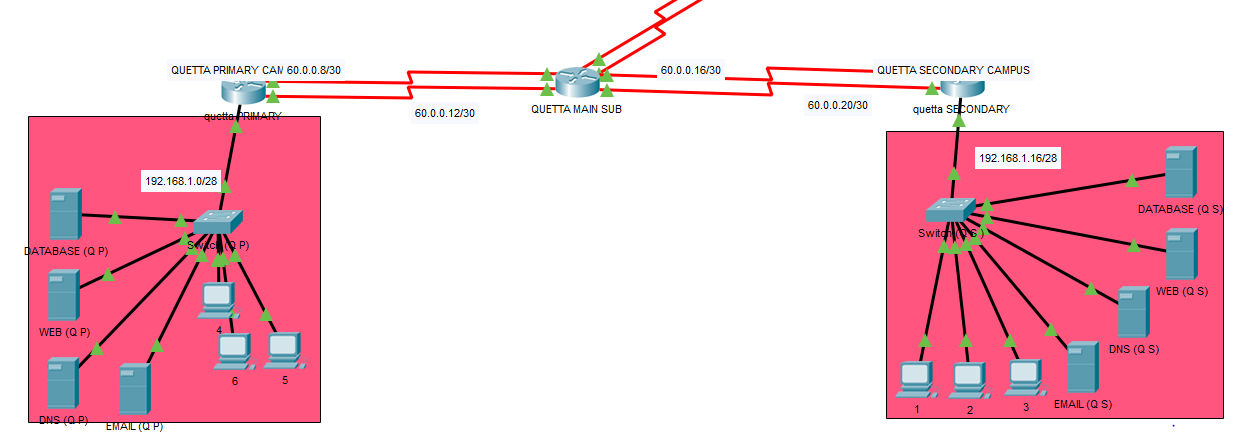 QUETTA PRIMARY CAM
60.0.0.8/30
60.0.0.16/30
QUETTA SECONDARY CAMPUS
quetta PRIMARY
60.0.0.12/30
QUETTA MAIN SUB
60.0.0.20/30
quetta SECONDARY
192.168.1.0/28
192.168.1.16/28
DATABASE (Q P)
Switch (Q P)
WEB (Q P)
DNS (Q P)
EMAIL (Q P)
4
6
5
Switch (Q S)
DATABASE (Q S)
WEB (Q S)
DNS (Q S)
EMAIL (Q S)
1
2
3